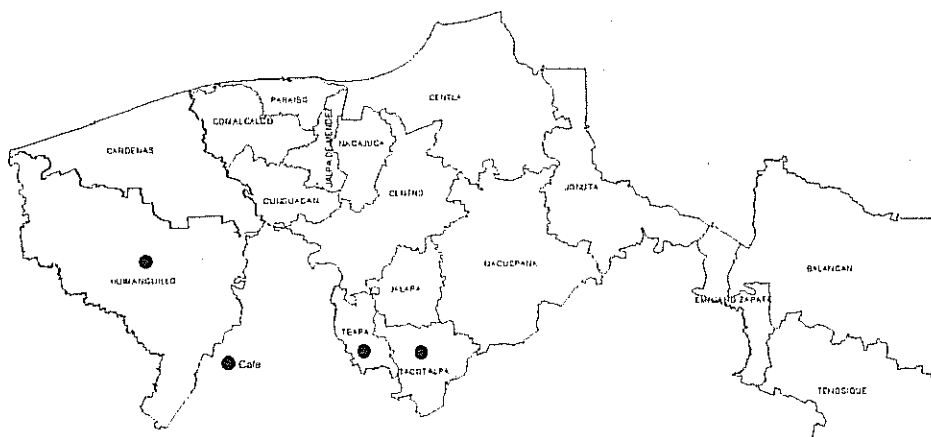 PARAISO
CENTLA
COMALCALCO
JALPA DE MENDEZ
NACAJUCA
CARDENAS
CENTRO
JONUTA
CUNDUACAN
MACUSPANA
BALANCAN
HUIMANGUILLO
JALAPA
EMILIANO ZAPATA
TEAPA
TACOTALPA
Cafe
TENOSIQUE